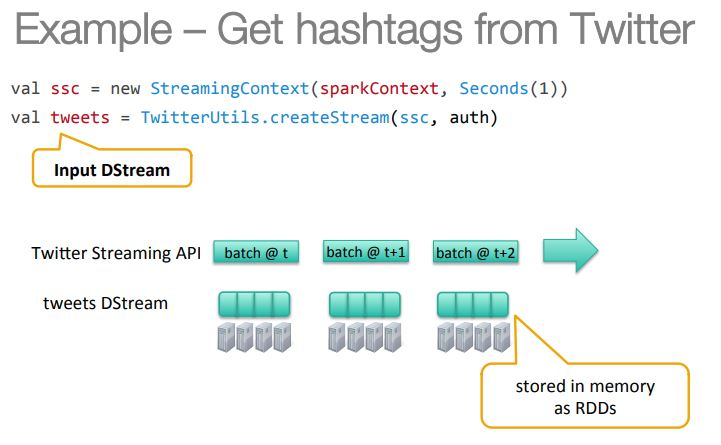 Example – Get hashtags from Twitter
val ssc = new StreamingContext(sparkContext, Seconds(1))
val tweets = TwitterUtils.createStream(ssc, auth)
Input DStream
Twitter Streaming API
batch @ t
batch @ t+1
batch @ t+2
tweets DStream
stored in memory
as RDDs